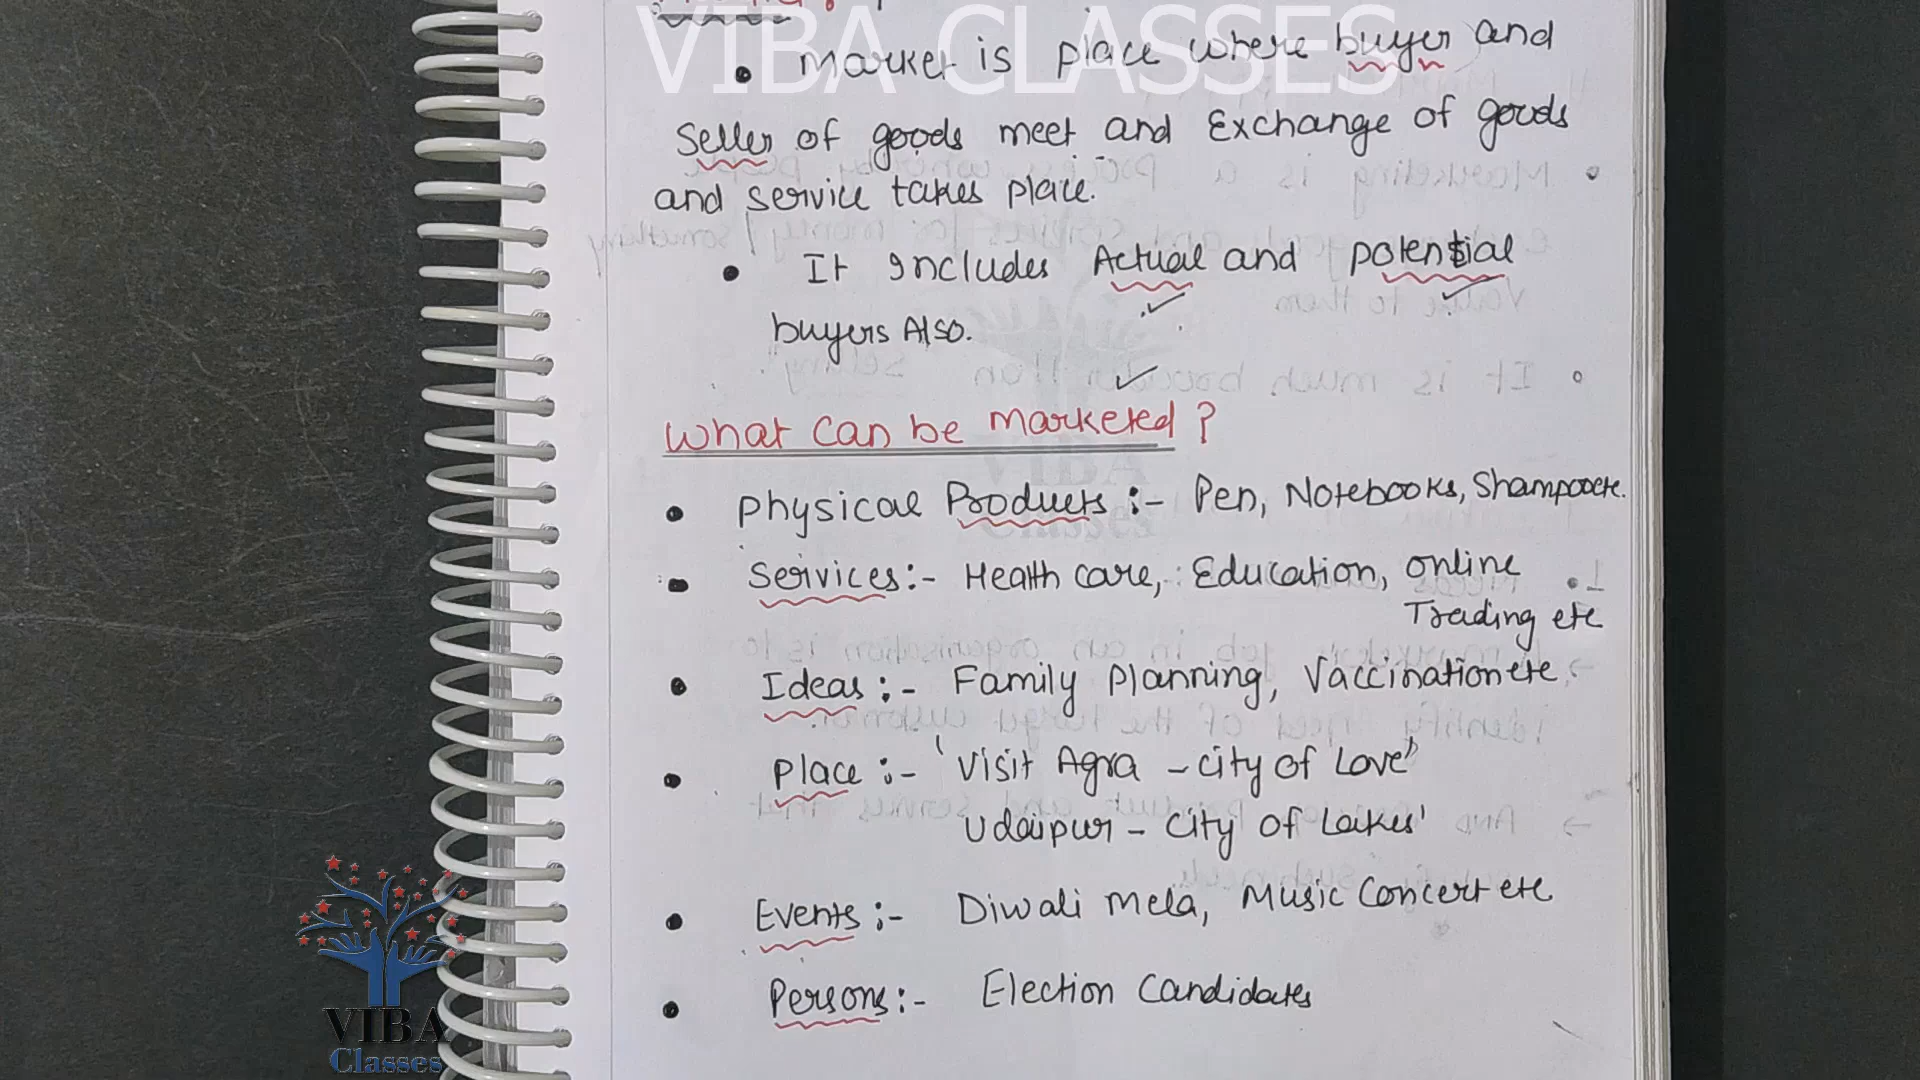 VIBA CLASSES
• Market is place where buyer and
Seller of goods meet and Exchange of goods
and service takes place.
• It Includes Actual and potential
buyers Also.
What can be Marketed ?
• Physical Products :- Pen, Notebooks, Shampoo etc.
• Services :- Health care, Education, online
Trading etc
• Ideas :- Family Planning, Vaccination etc.
• Place :- 'Visit Agra - City of Love'
Udaipur - City of Lakes'
• Events :- Diwali Mela, Music Concert etc
• Persons :- Election Candidates
VIBA
Classes